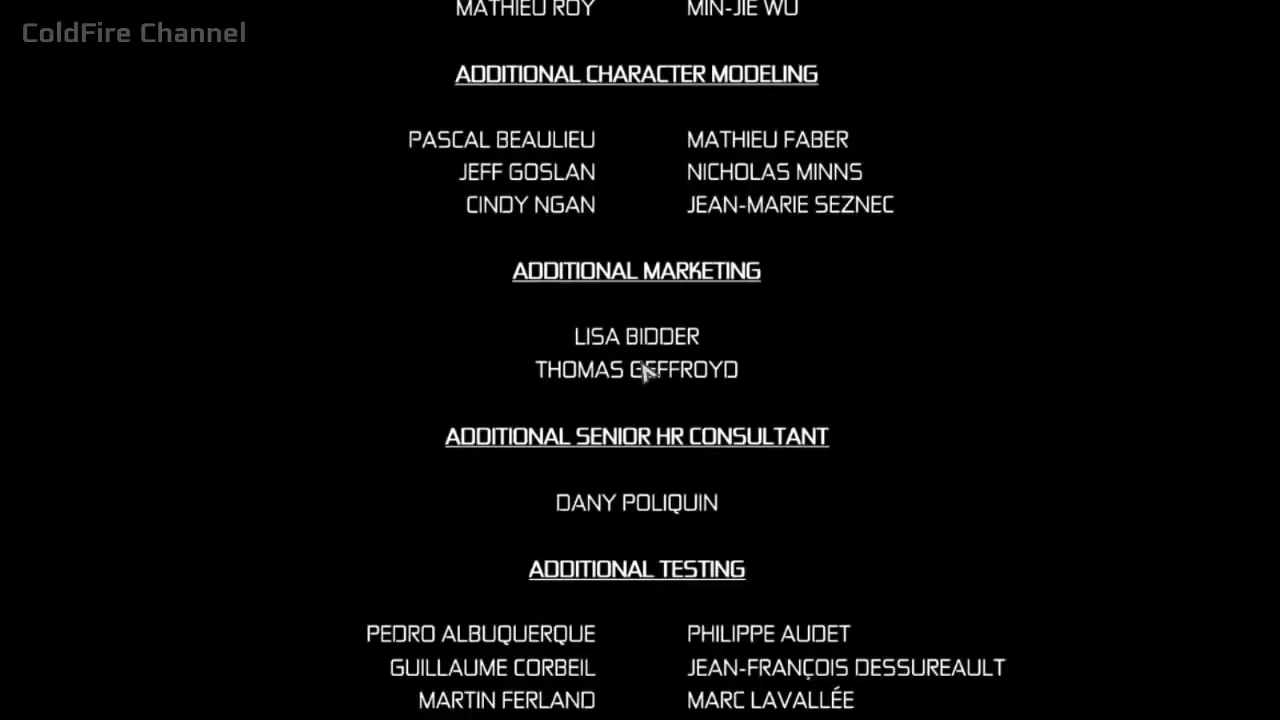 ColdFire Channel
MATHIEU ROY MIN-JIE WU
ADDITIONAL CHARACTER MODELING
PASCAL BEAULIEU MATHIEU FABER
JEFF GOSLAN NICHOLAS MINNS
CINDY NGAN JEAN-MARIE SEZNEC
ADDITIONAL MARKETING
LISA BIDDER
THOMAS GEFFROYD
ADDITIONAL SENIOR HR CONSULTANT
DANY POLIQUIN
ADDITIONAL TESTING
PEDRO ALBUQUERQUE PHILIPPE AUDET
GUILLAUME CORBEIL JEAN-FRANÇOIS DESSUREAULT
MARTIN FERLAND MARC LAVALLÉE